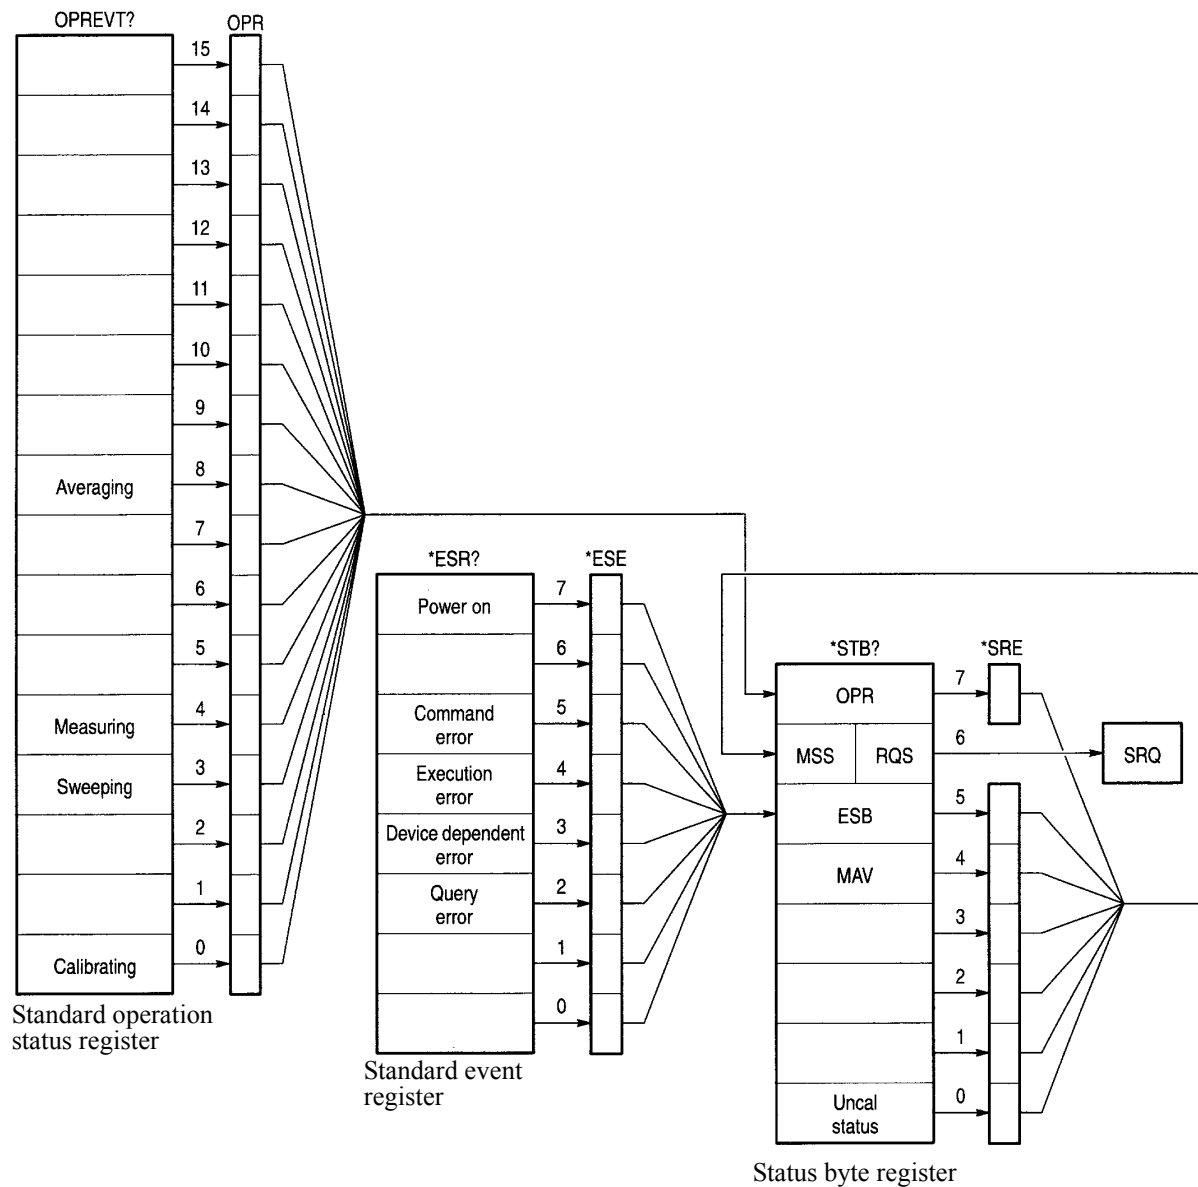 OPREVT?
OPR
15
14
13
12
11
10
9
Averaging
8
7
6
5
Measuring
4
Sweeping
3
2
1
Calibrating
0
Standard operation
status register
*ESR?
*ESE
Power on
7
6
Command
error
5
Execution
error
4
Device dependent
error
3
Query
error
2
1
0
Standard event
register
*STB?
*SRE
OPR
7
MSS
RQS
6
SRQ
ESB
5
MAV
4
3
2
1
Uncal
status
0
Status byte register